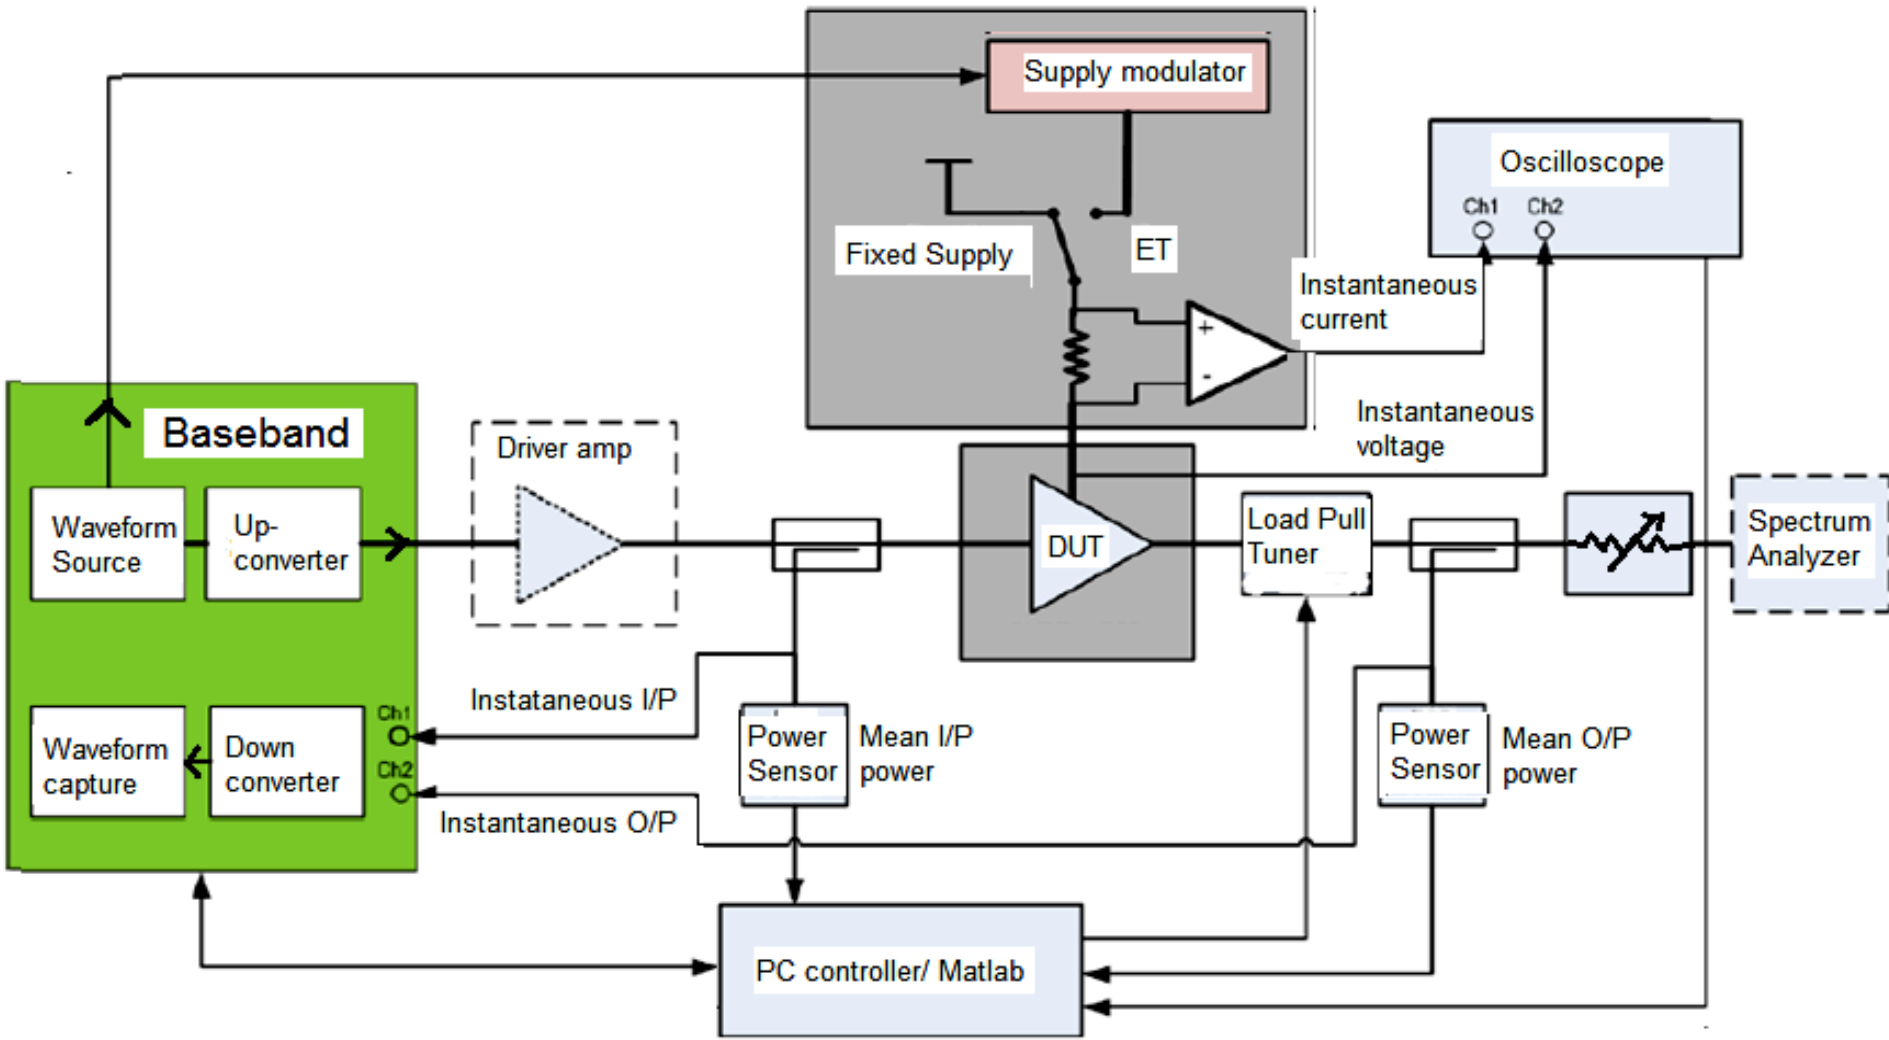 Supply modulator
Oscilloscope
Ch1 Ch2
Fixed Supply
ET
Instantaneous
current
+
-
Instantaneous
voltage
Baseband
Driver amp
Waveform
Source
Up-
converter
DUT
Load Pull
Tuner
Spectrum
Analyzer
Instataneous I/P
Ch1
Ch2
Waveform
capture
Down
converter
Power
Sensor
Mean I/P
power
Power
Sensor
Mean O/P
power
Instantaneous O/P
PC controller/ Matlab